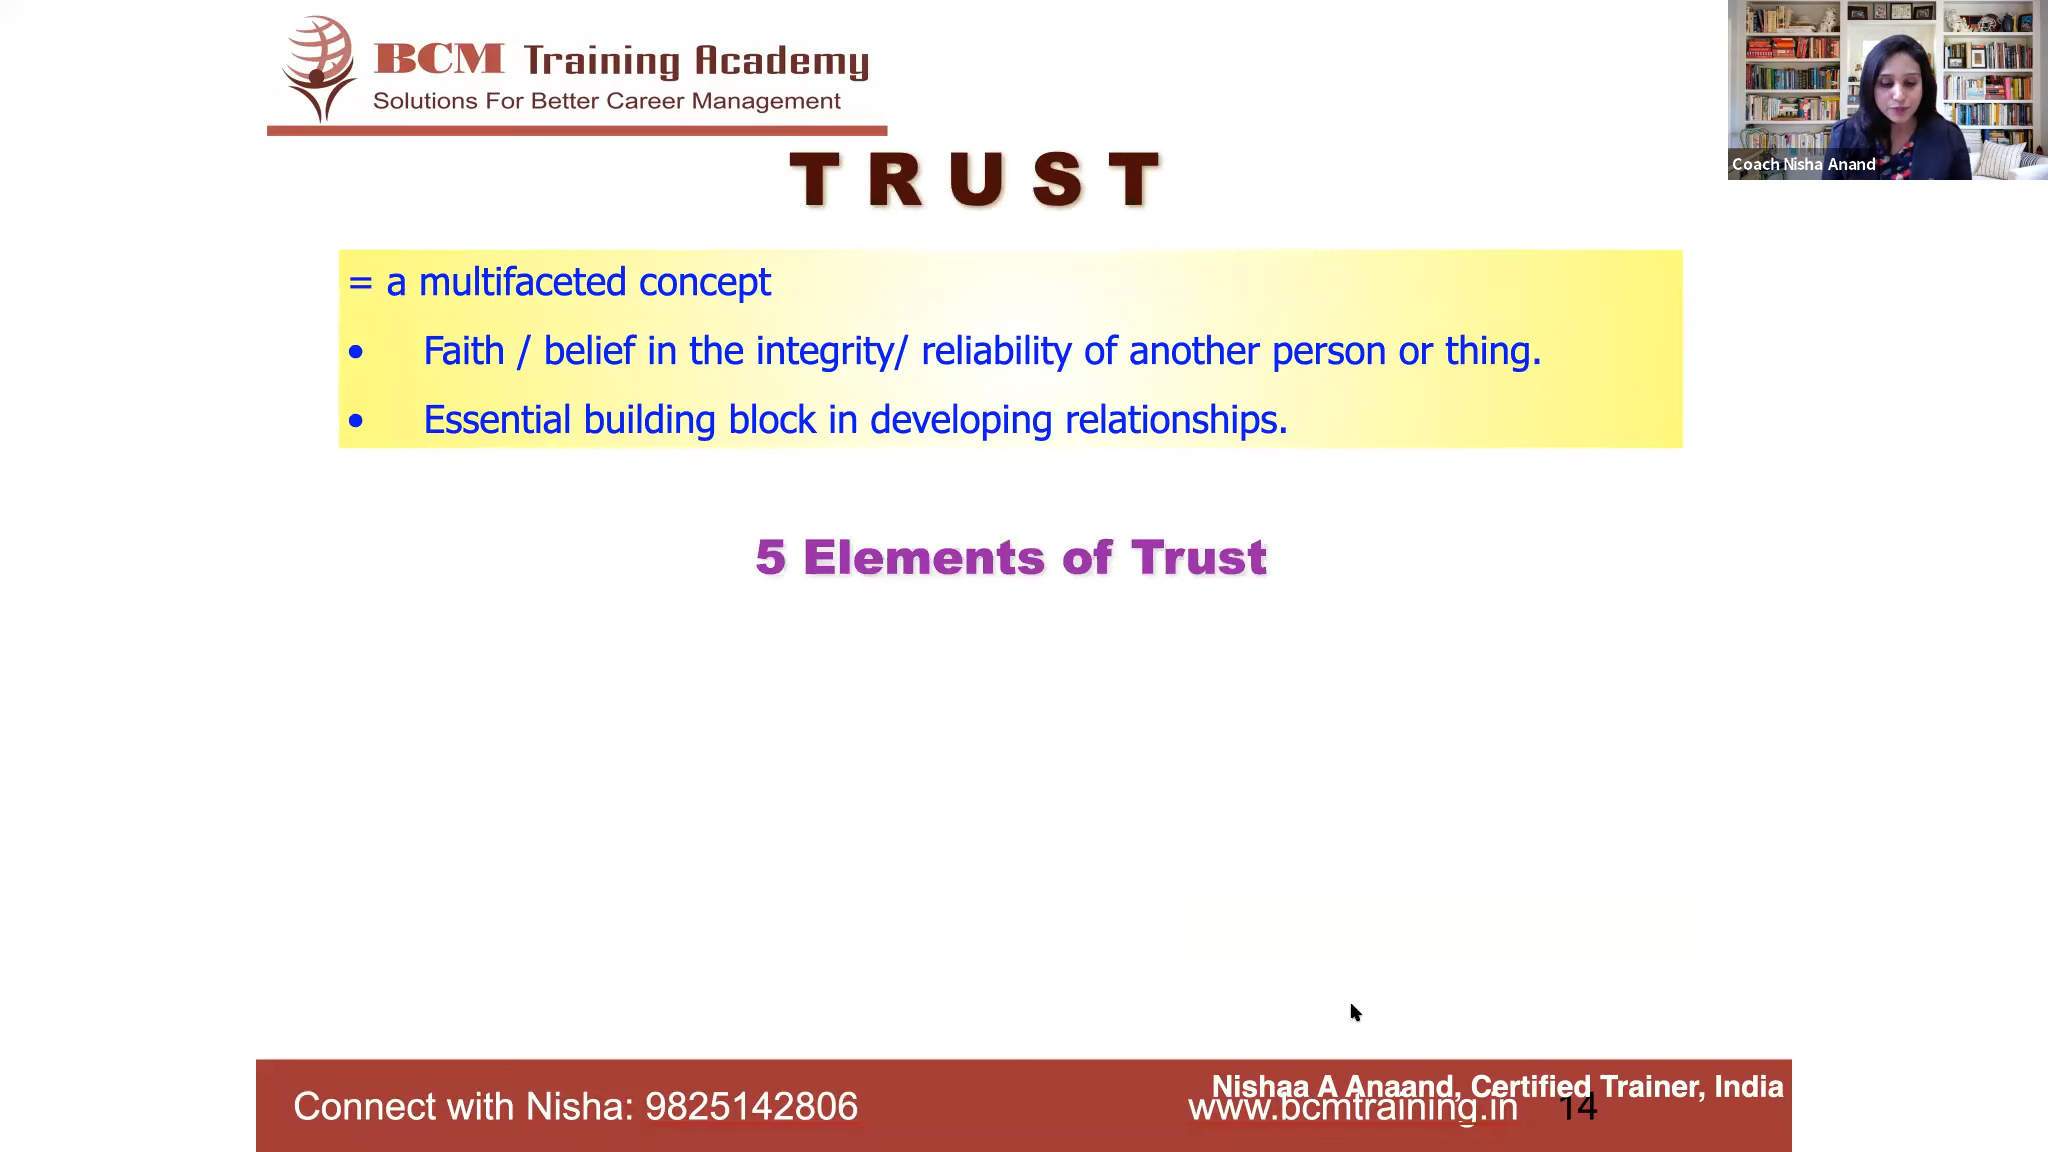 BCM Training Academy
Solutions For Better Career Management
Coach Nisha Anand
T R U S T
= a multifaceted concept
• Faith / belief in the integrity/ reliability of another person or thing.
• Essential building block in developing relationships.
5 Elements of Trust
Nishaa A Anaand, Certified Trainer, India
Connect with Nisha: 9825142806 www.bcmtraining.in 14